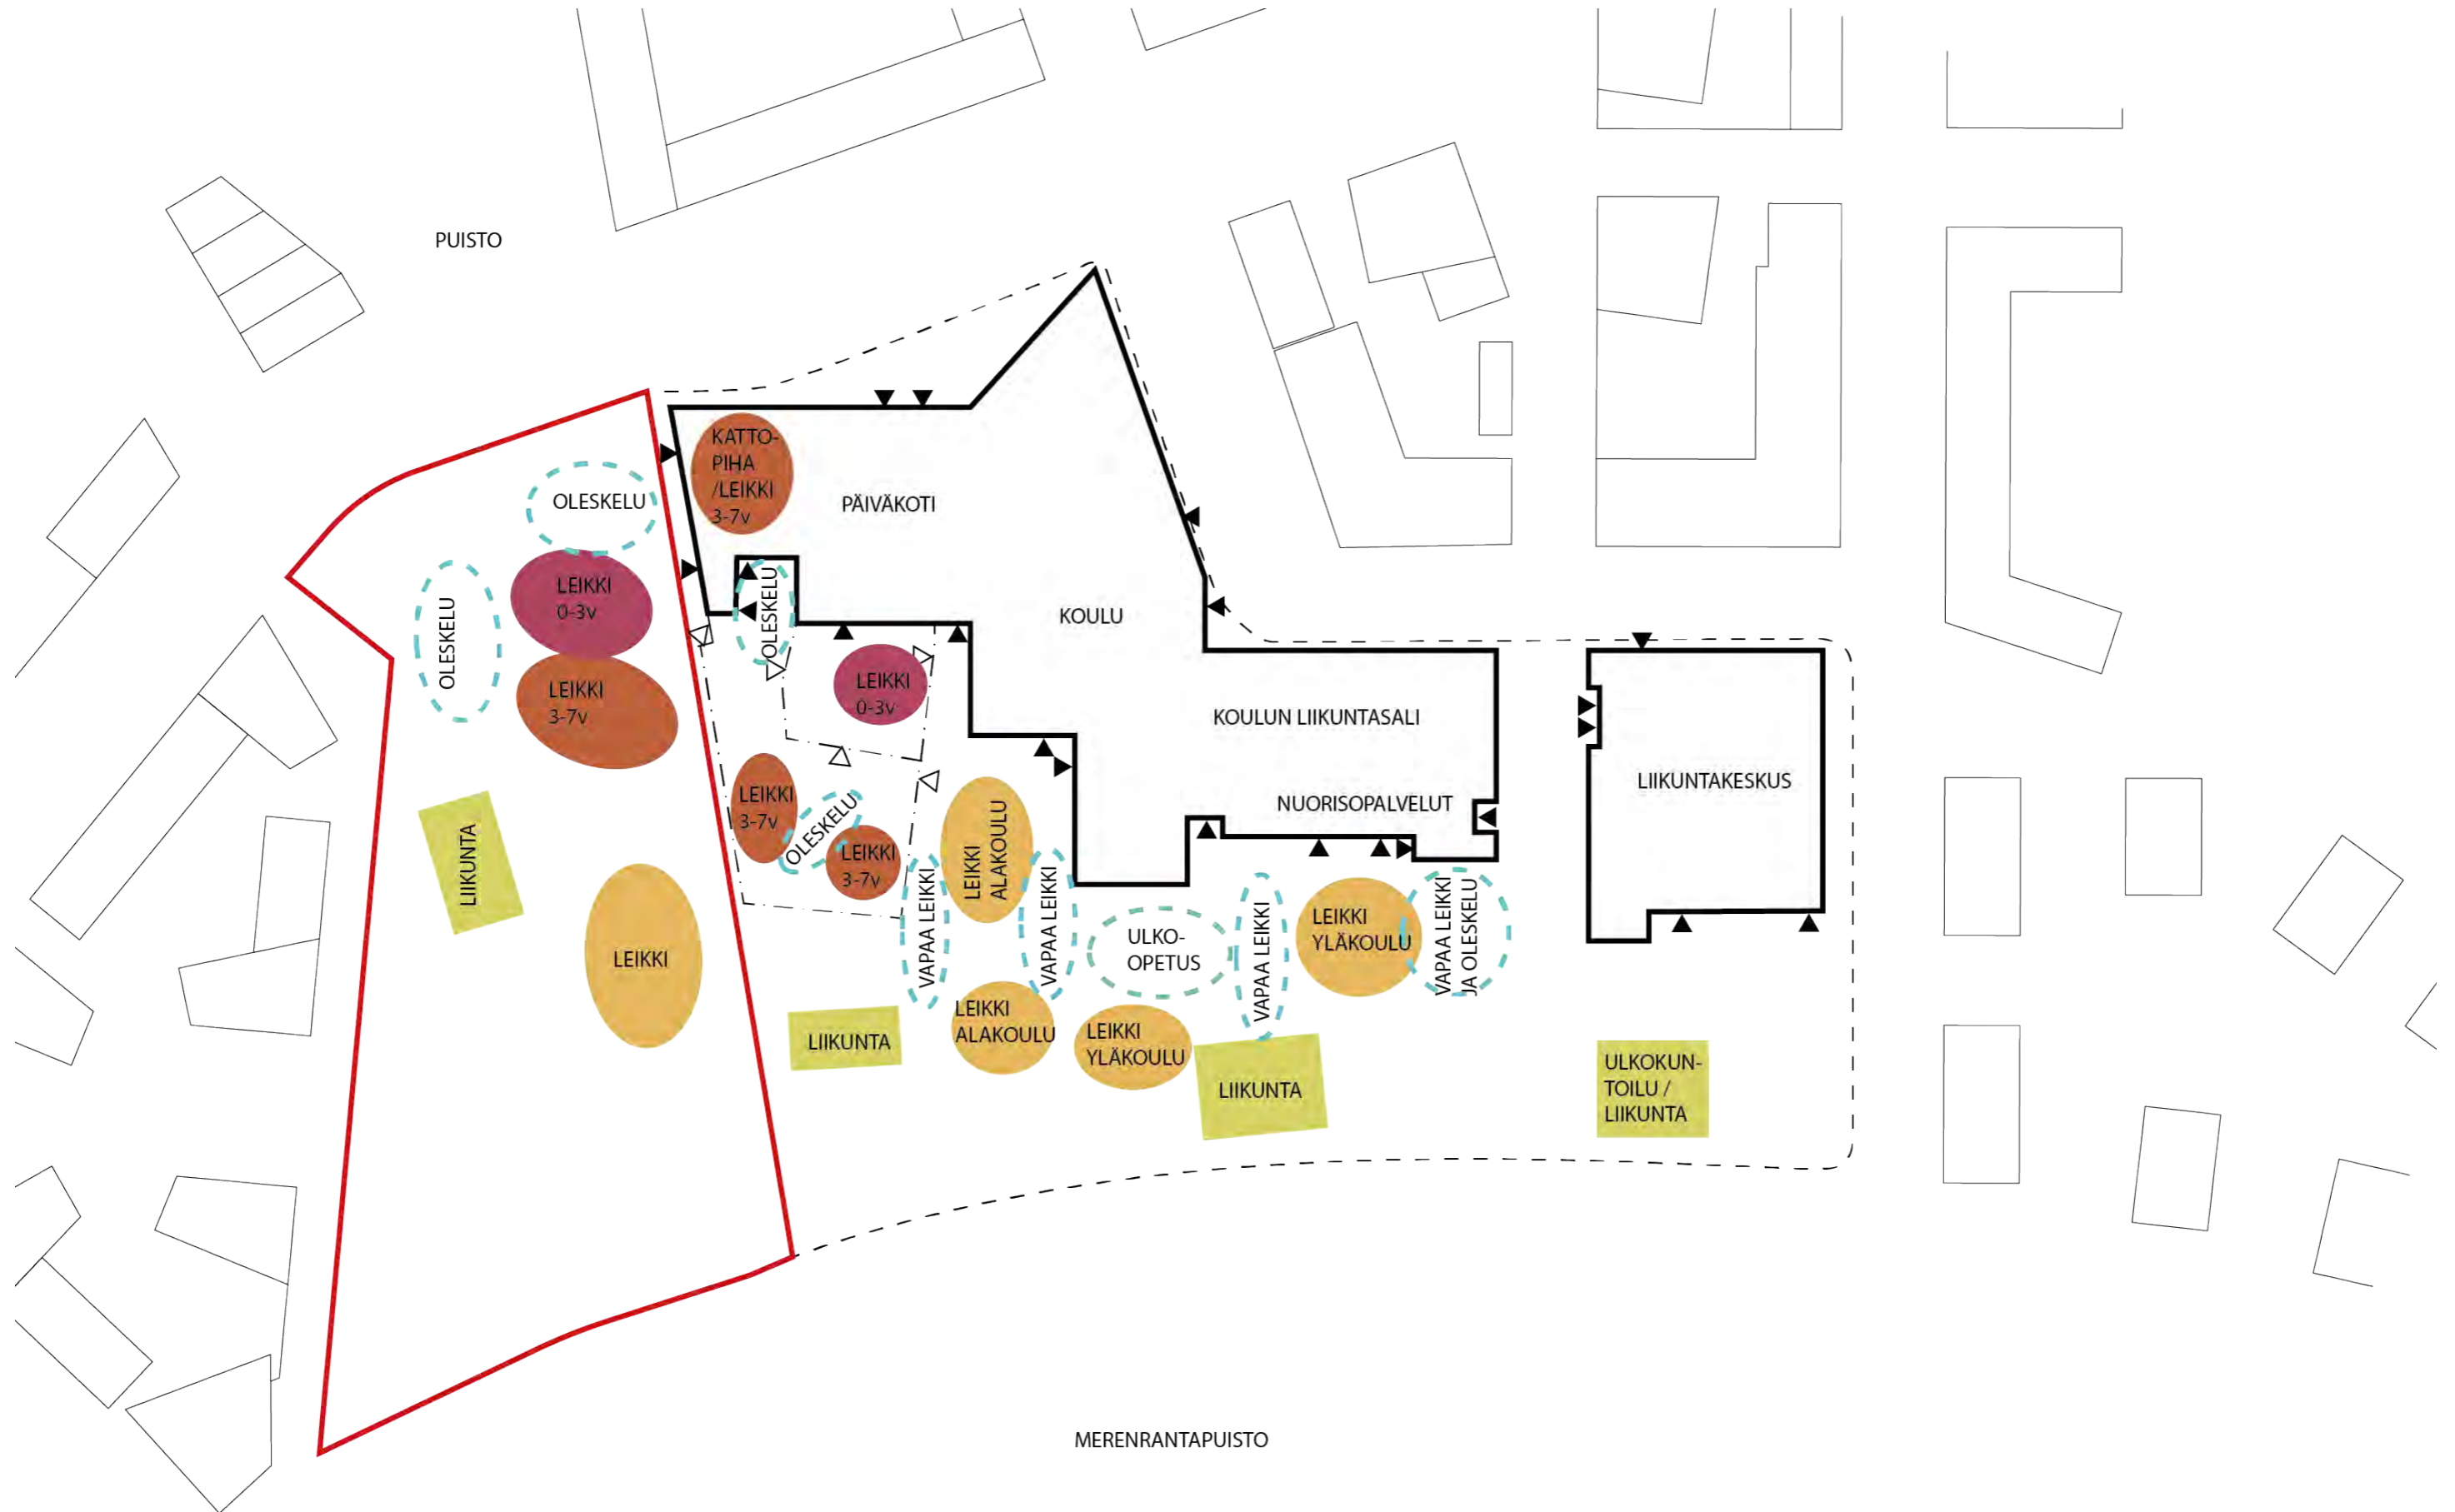 PUISTO
KATTO-
PIHA
/LEIKKI
3-7v
PÄIVÄKOTI
OLESKELU
LEIKKI
0-3v
OLESKELU
LEIKKI
3-7v
OLESKELU
KOULU
LEIKKI
0-3v
KOULUN LIIKUNTASALI
NUORISOPALVELUT
LIIKUNTAKESKUS
LEIKKI
3-7v
OLESKELU
LEIKKI
3-7v
LIIKUNTA
LEIKKI
VAPAA LEIKKI
LEIKKI
ALAKOULU
VAPAA LEIKKI
ULKO-
OPETUS
VAPAA LEIKKI
LEIKKI
YLÄKOULU
VAPAA LEIKKI
JA OLESKELU
LIIKUNTA
LEIKKI
ALAKOULU
LEIKKI
YLÄKOULU
LIIKUNTA
ULKOKUN-
TOILU /
LIIKUNTA
MERENRANTAPUISTO